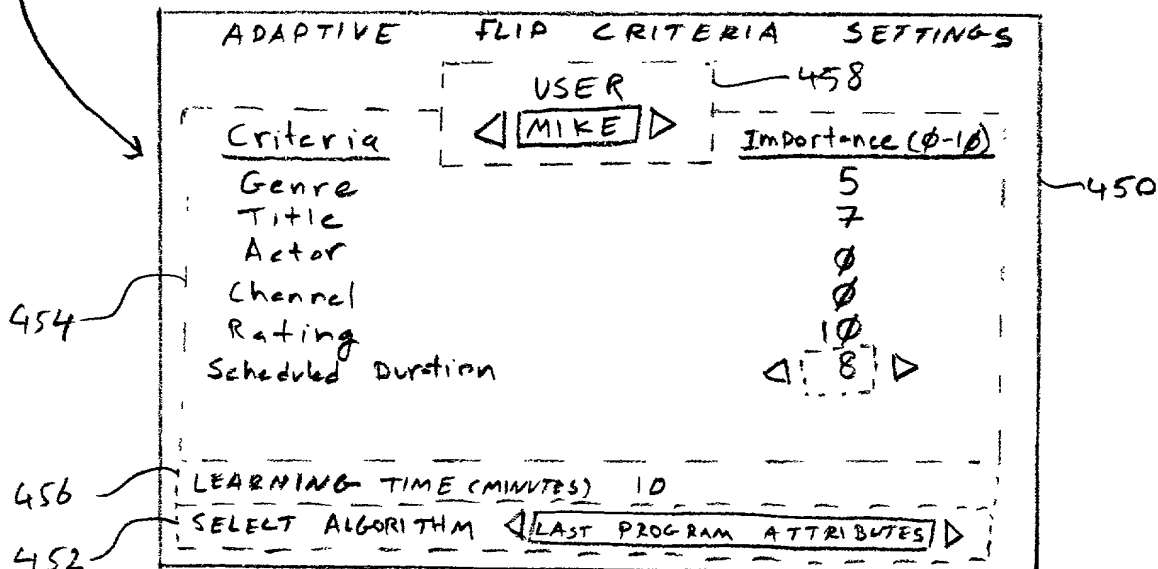 ADAPTIVE FLIP CRITERIA SETTINGS
USER
458
MIKE
Criteria
Importance (Ø-1Ø)
Genre 5
450
Title 7
Actor Ø
Channel Ø
454
Rating 1Ø
Scheduled Duration 8
456
LEARNING TIME (MINUTES) 10
452
SELECT ALGORITHM LAST PROGRAM ATTRIBUTES